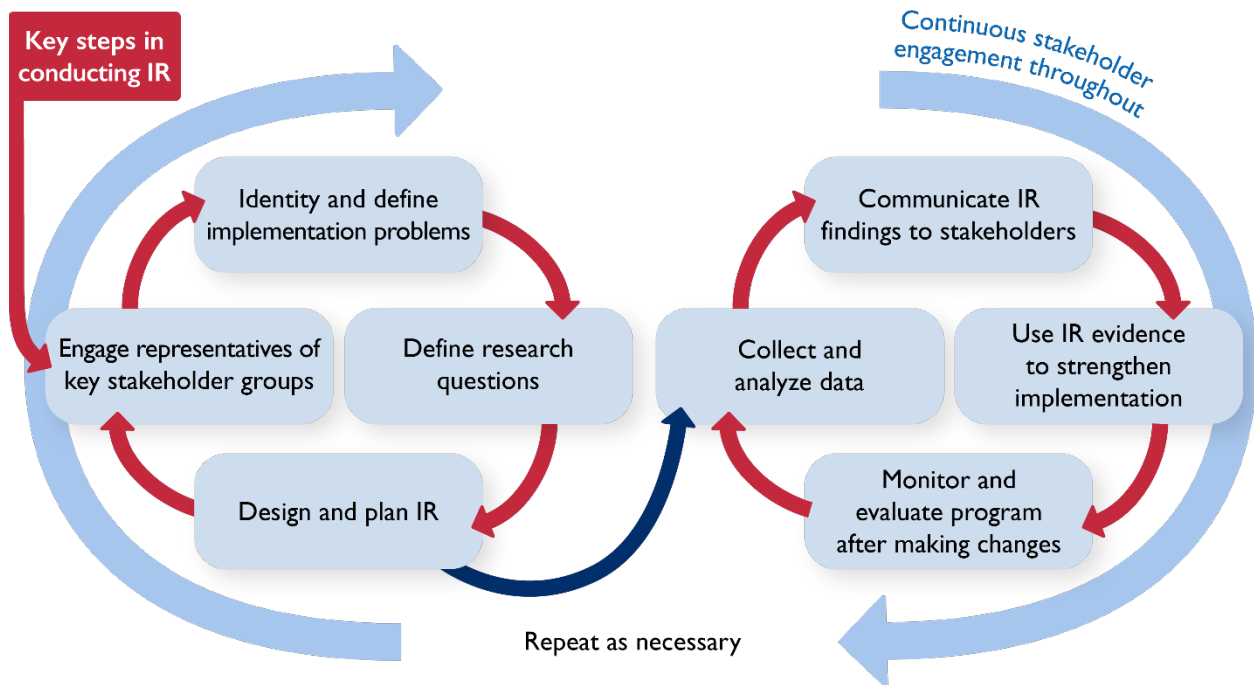 Key steps in
conducting IR
Continuous stakeholder
engagement throughout
Identity and define
implementation problems
Engage representatives of
key stakeholder groups
Define research
questions
Design and plan IR
Communicate IR
findings to stakeholders
Collect and
analyze data
Use IR evidence
to strengthen
implementation
Monitor and
evaluate program
after making changes
Repeat as necessary